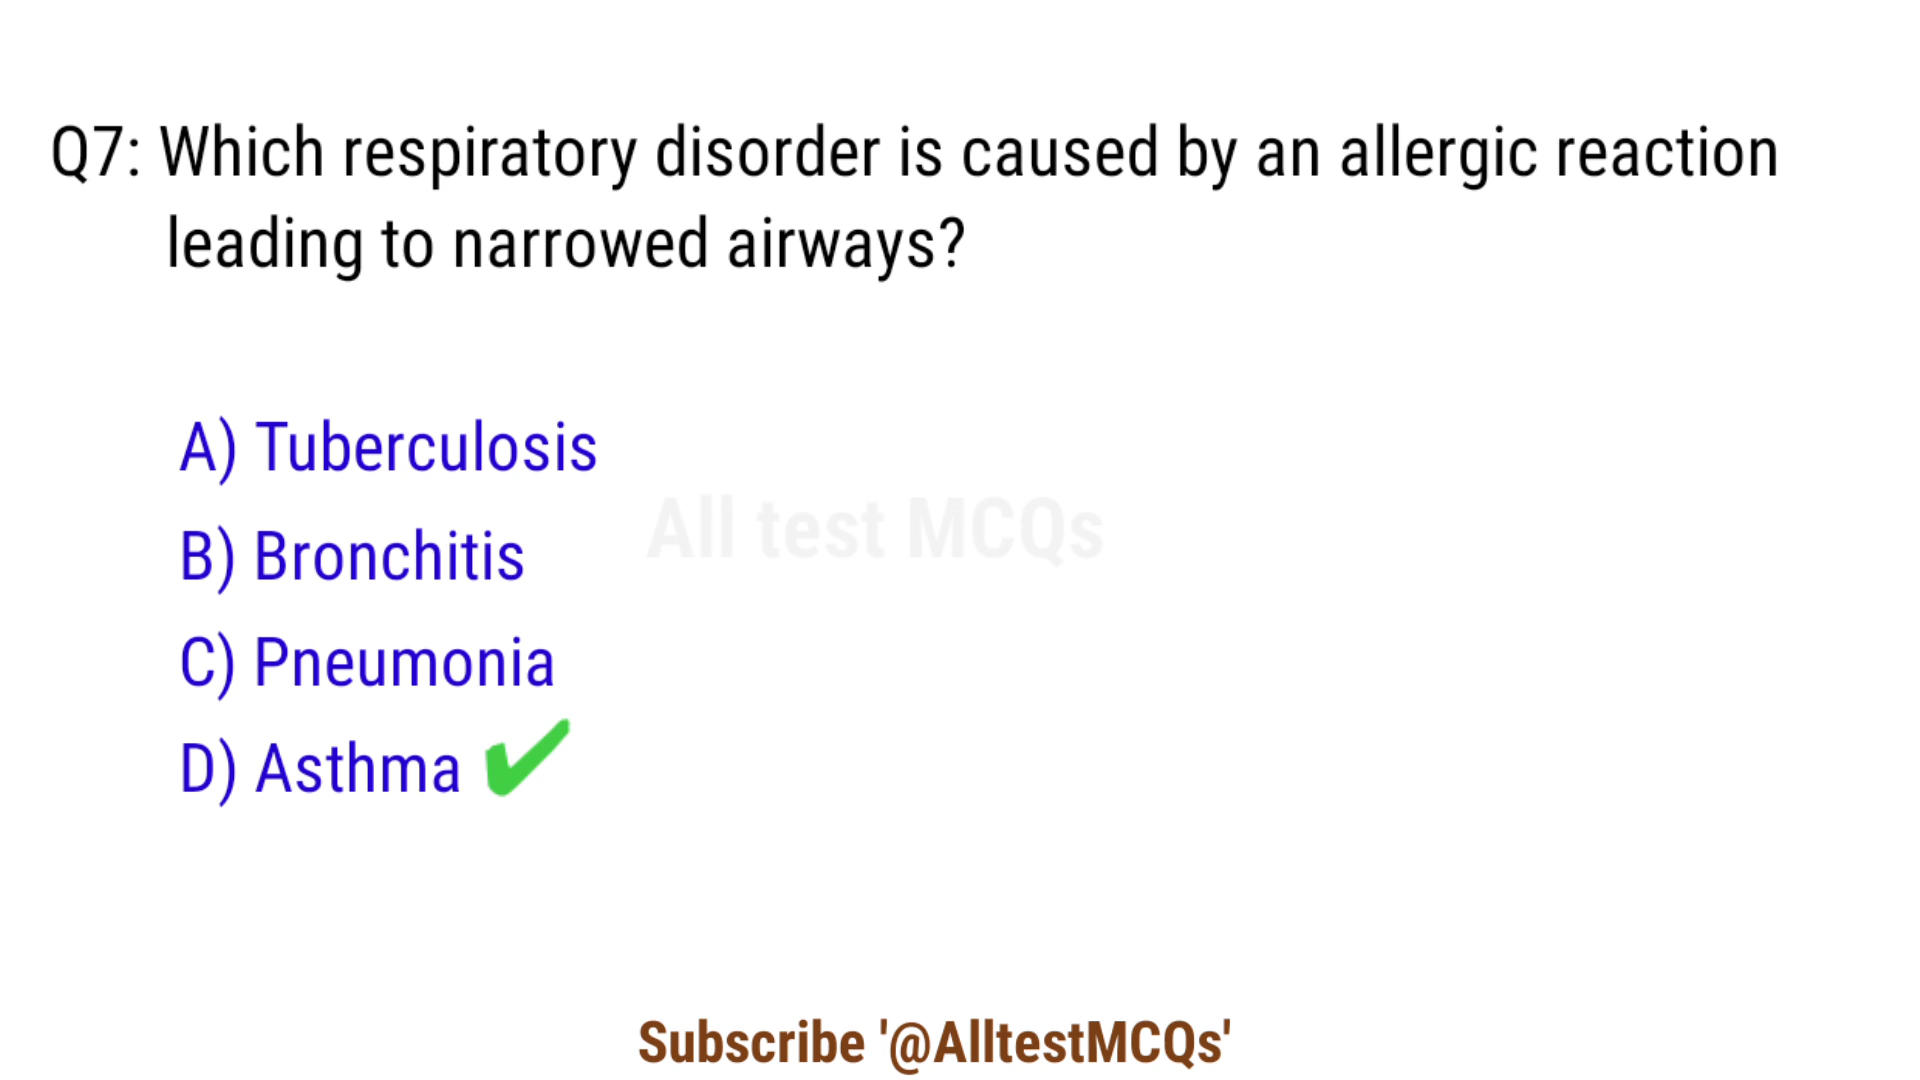 Q7: Which respiratory disorder is caused by an allergic reaction
leading to narrowed airways?
A) Tuberculosis
All test MCQs
B) Bronchitis
C) Pneumonia
D) Asthma
Subscribe '@AlltestMCQs'